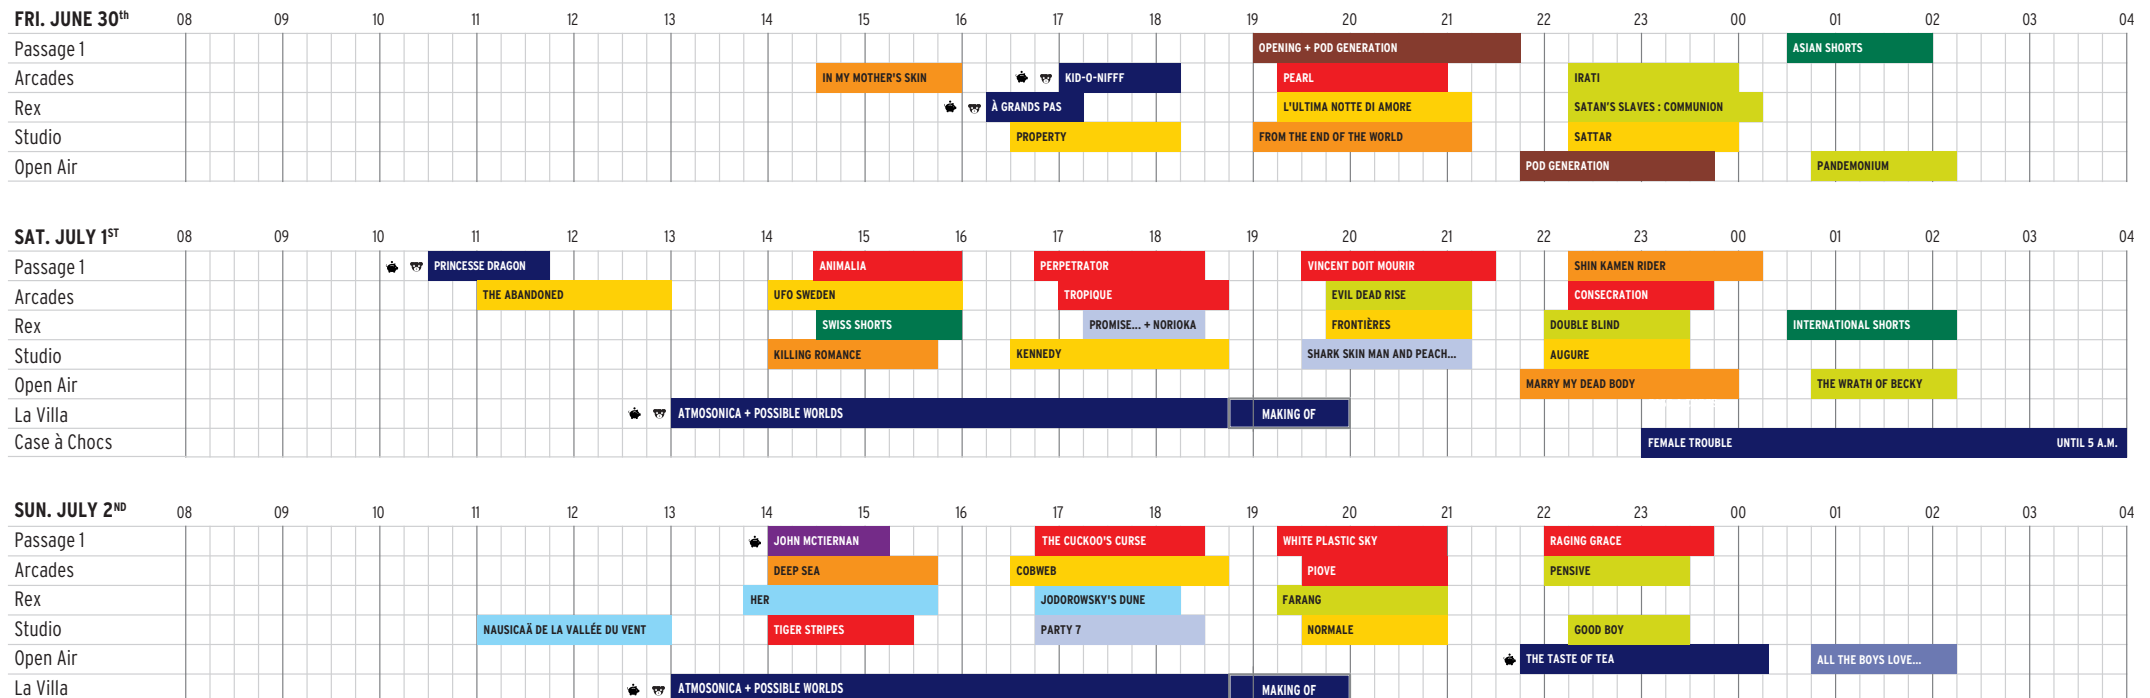 FRI. JUNE 30th 08 09 10 11 12 13 14 15 16 17 18 19 20 21 22 23 00 01 02 03 04
Passage 1 OPENING + POD GENERATION ASIAN SHORTS
Arcades IN MY MOTHER'S SKIN KID-O-NIFFF PEARL IRATI
Rex À GRANDS PAS L'ULTIMA NOTTE DI AMORE SATAN'S SLAVES : COMMUNION
Studio PROPERTY FROM THE END OF THE WORLD SATTAR
Open Air POD GENERATION PANDEMONIUM
SAT. JULY 1ST 08 09 10 11 12 13 14 15 16 17 18 19 20 21 22 23 00 01 02 03 04
Passage 1 PRINCESSE DRAGON ANIMALIA PERPETRATOR VINCENT DOIT MOURIR SHIN KAMEN RIDER
Arcades THE ABANDONED UFO SWEDEN TROPIQUE EVIL DEAD RISE CONSECRATION
Rex SWISS SHORTS PROMISE... + NORIOKA FRONTIÈRES DOUBLE BLIND INTERNATIONAL SHORTS
Studio KILLING ROMANCE KENNEDY SHARK SKIN MAN AND PEACH... AUGURE
Open Air MARRY MY DEAD BODY THE WRATH OF BECKY
La Villa ATMOSONICA + POSSIBLE WORLDS MAKING OF
Case à Chocs FEMALE TROUBLE UNTIL 5 A.M.
SUN. JULY 2ND 08 09 10 11 12 13 14 15 16 17 18 19 20 21 22 23 00 01 02 03 04
Passage 1 JOHN MCTIERNAN THE CUCKOO'S CURSE WHITE PLASTIC SKY RAGING GRACE
Arcades DEEP SEA COBWEB PIOVE PENSIVE
Rex HER JODOROWSKY'S DUNE FARANG
Studio NAUSICAÄ DE LA VALLÉE DU VENT TIGER STRIPES PARTY 7 NORMALE GOOD BOY
Open Air THE TASTE OF TEA ALL THE BOYS LOVE...
La Villa ATMOSONICA + POSSIBLE WORLDS MAKING OF